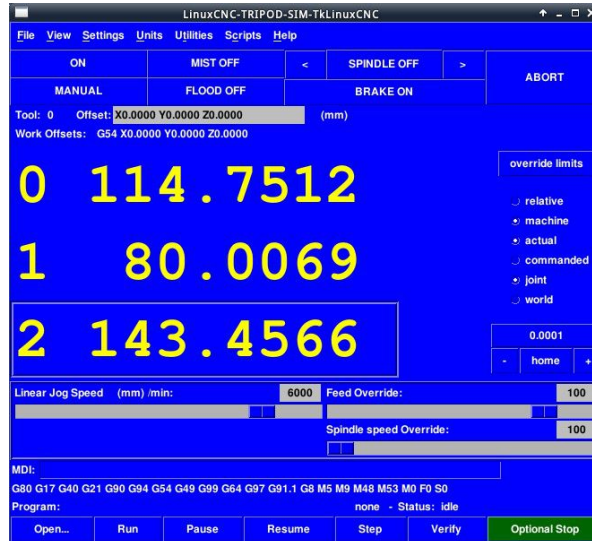 LinuxCNC-TRIPOD-SIM-TkLinuxCNC
File View Settings Units Utilities Scripts Help
ON MIST OFF < SPINDLE OFF > ABORT
MANUAL FLOOD OFF BRAKE ON
Tool: 0 Offset: X0.0000 Y0.0000 Z0.0000 (mm)
Work Offsets: G54 X0.0000 Y0.0000 Z0.0000
override limits
0 114.7512
relative
machine
1 80.0069
actual
commanded
joint
world
2 143.4566
0.0001
- home +
Linear Jog Speed (mm) /min: 6000 Feed Override: 100
Spindle speed Override: 100
MDI:
G80 G17 G40 G21 G90 G94 G54 G49 G99 G64 G97 G91.1 G8 M5 M9 M48 M53 M0 F0 S0
Program: none - Status: idle
Open... Run Pause Resume Step Verify Optional Stop